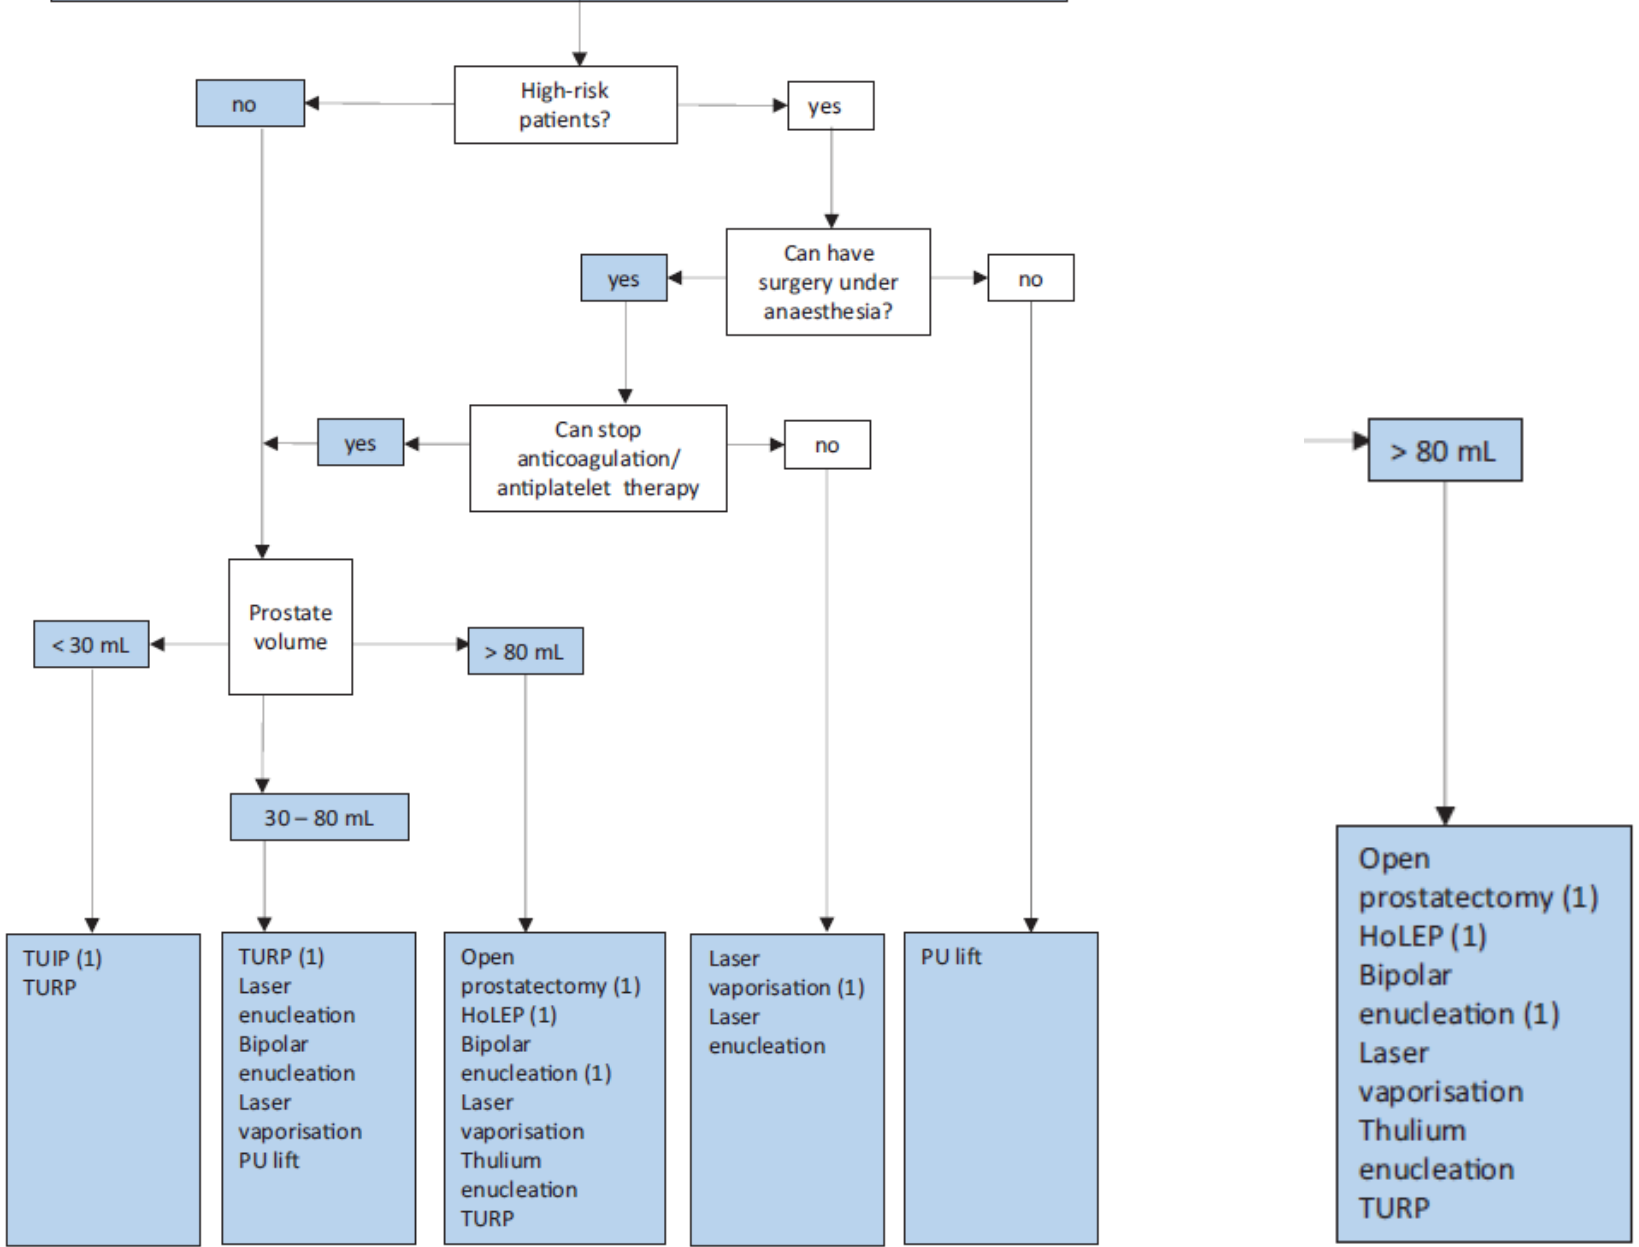 High-risk
patients?
no
yes
Can have
surgery under
anaesthesia?
yes
no
Can stop
anticoagulation/
antiplatelet therapy
yes
no
Prostate
volume
< 30 mL
> 80 mL
30 – 80 mL
TUIP (1)
TURP
TURP (1)
Laser
enucleation
Bipolar
enucleation
Laser
vaporisation
PU lift
Open
prostatectomy (1)
HoLEP (1)
Bipolar
enucleation (1)
Laser
vaporisation
Thulium
enucleation
TURP
Laser
vaporisation (1)
Laser
enucleation
PU lift
> 80 mL
Open
prostatectomy (1)
HoLEP (1)
Bipolar
enucleation (1)
Laser
vaporisation
Thulium
enucleation
TURP